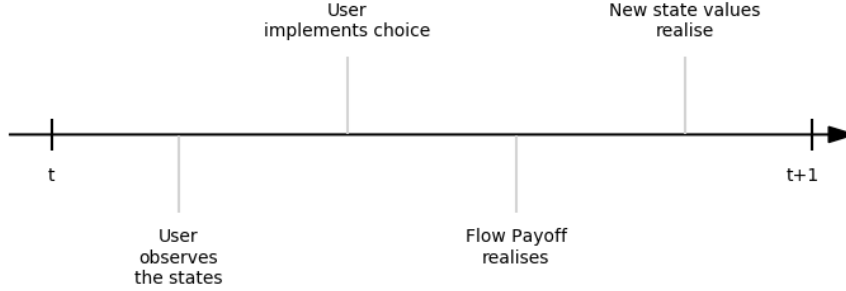 User
implements choice
New state values
realise
t
t+1
User
observes
the states
Flow Payoff
realises